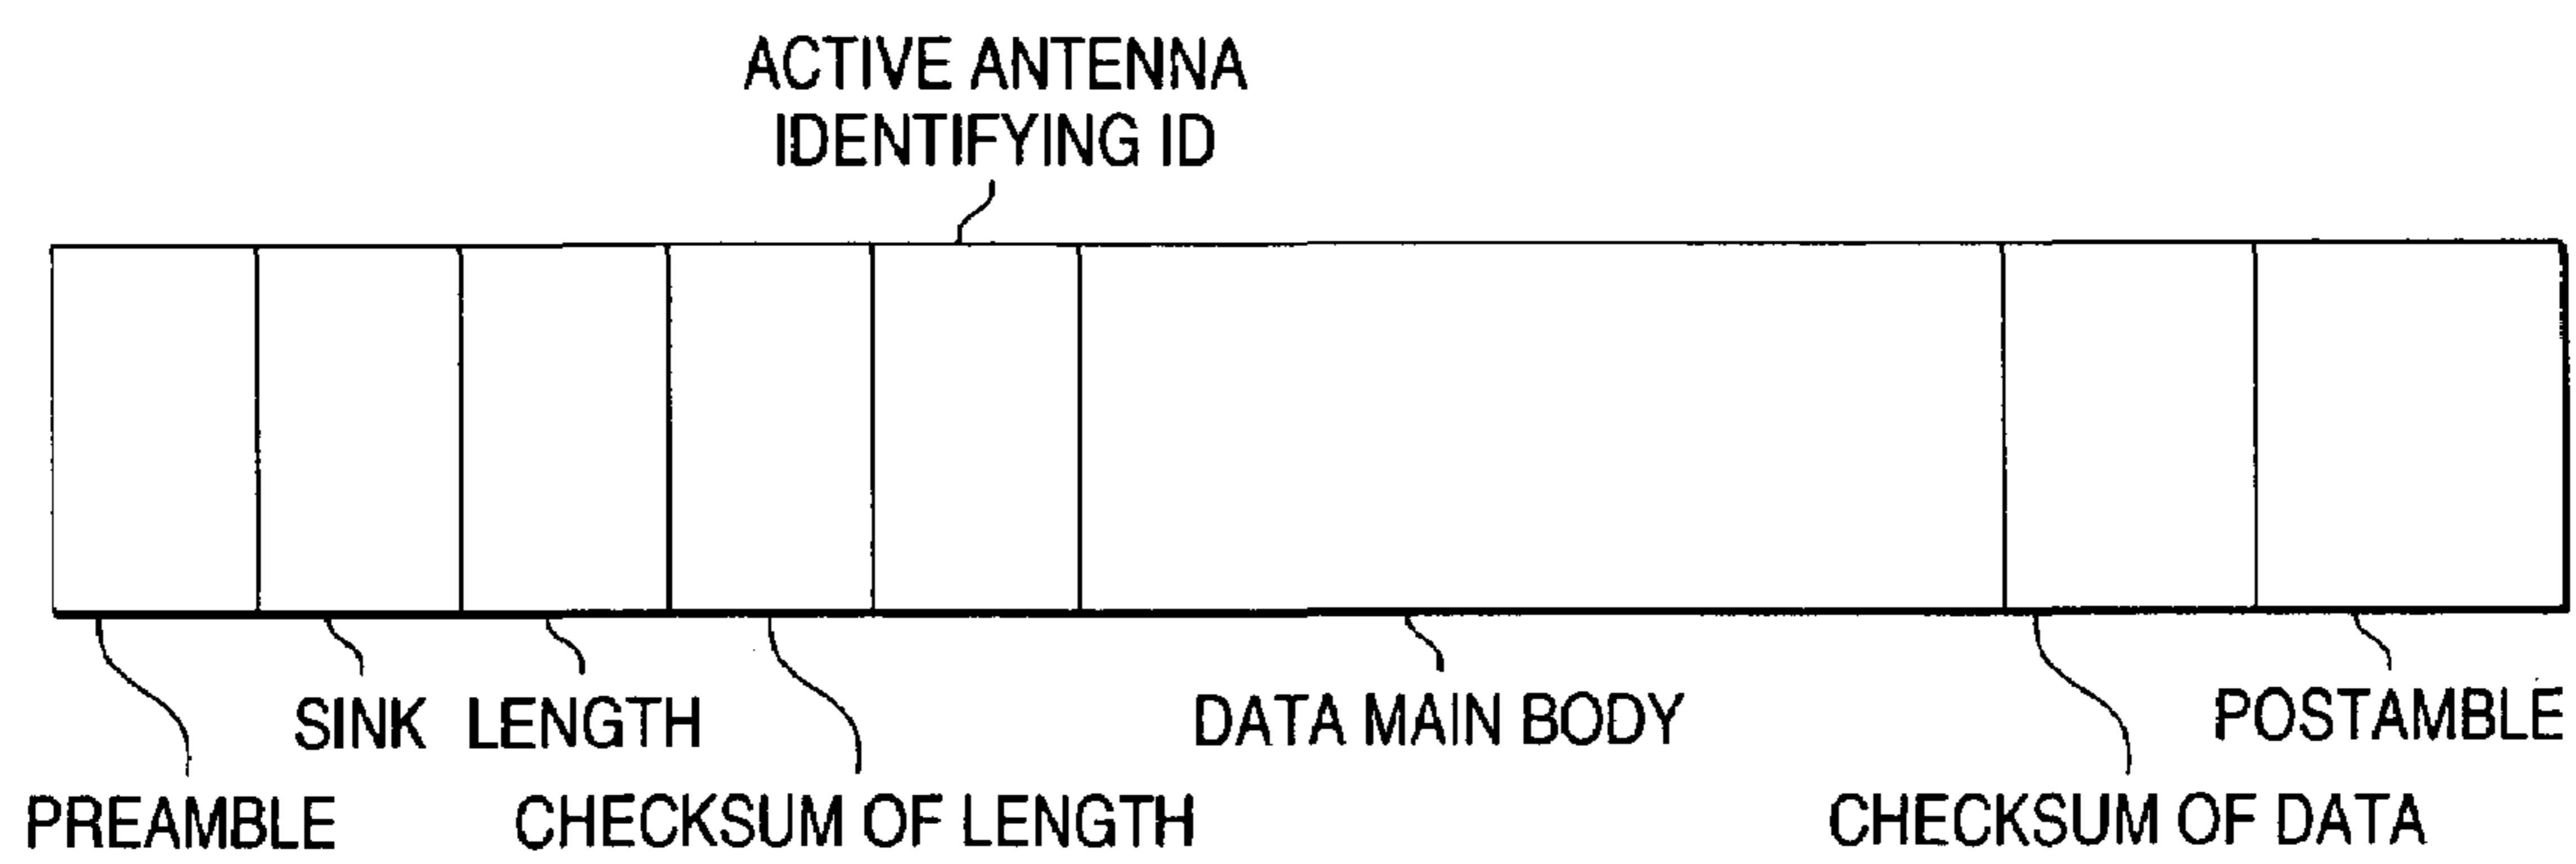 ACTIVE ANTENNA
IDENTIFYING ID
SINK LENGTH
DATA MAIN BODY
POSTAMBLE
PREAMBLE
CHECKSUM OF LENGTH
CHECKSUM OF DATA